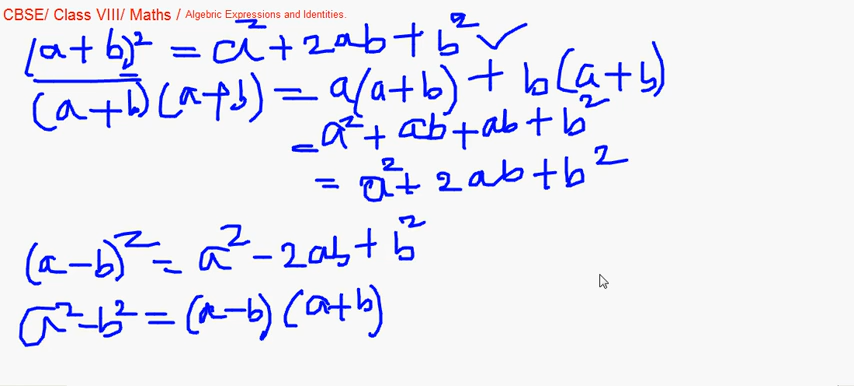 CBSE/ Class VIII/ Maths / Algebric Expressions and Identities.
(a+b)² = a²+2ab+b² ✓
(a+b)(a+b) = a(a+b) + b(a+b)
= a²+ab+ab+b²
= a²+2ab+b²
(a-b)² = a²-2ab+b²
a²-b² = (a-b)(a+b)